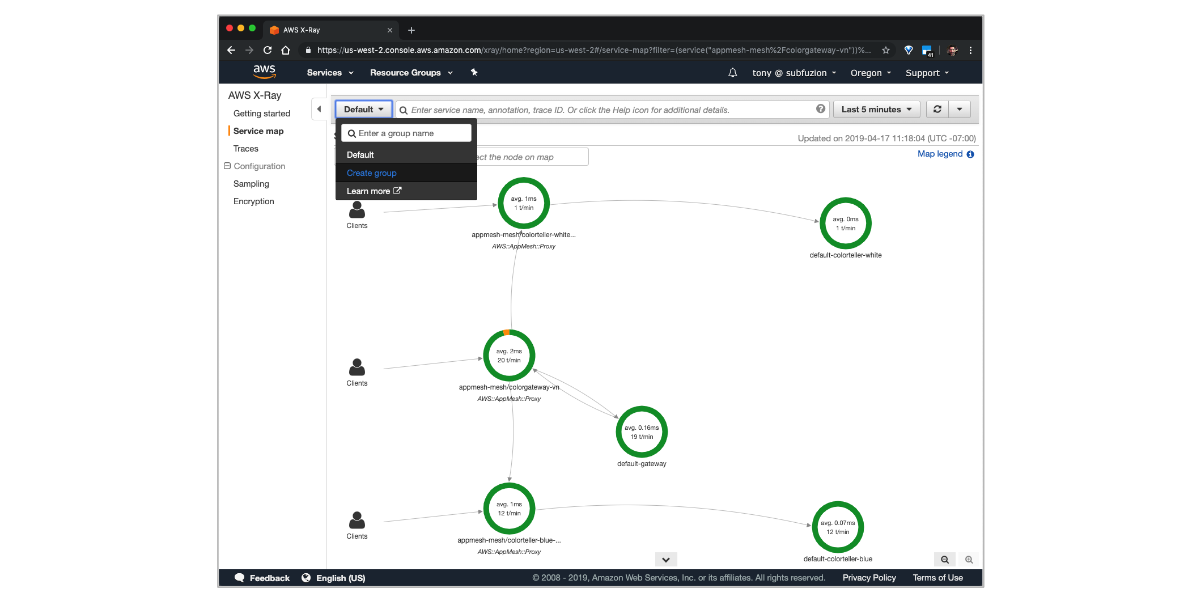 AWS X-Ray
https://us-west-2.console.aws.amazon.com/xray/home?region=us-west-2#/service-map?filter=(service("appmesh-mesh%2Fcolorgateway-vn"))%...
41
aws Services Resource Groups tony @ subfuzion Oregon Support
AWS X-Ray
Getting started
Service map
Traces
Configuration
Sampling
Encryption
Default Enter service name, annotation, trace ID. Or click the Help icon for additional details. Last 5 minutes
Enter a group name
Default
Create group
Learn more
Updated on 2019-04-17 11:18:04 (UTC -07:00)
Map legend
ect the node on map
Clients
avg. 1ms
1 t/min
appmesh-mesh/colorteller-white...
AWS::AppMesh::Proxy
avg. 0ms
1 t/min
default-colorteller-white
Clients
avg. 2ms
20 t/min
appmesh-mesh/colorgateway-vn
AWS::AppMesh::Proxy
avg. 0.16ms
19 t/min
default-gateway
Clients
avg. 1ms
12 t/min
appmesh-mesh/colorteller-blue-...
AWS::AppMesh::Proxy
avg. 0.07ms
12 t/min
default-colorteller-blue
Feedback English (US) © 2008 - 2019, Amazon Web Services, Inc. or its affiliates. All rights reserved. Privacy Policy Terms of Use